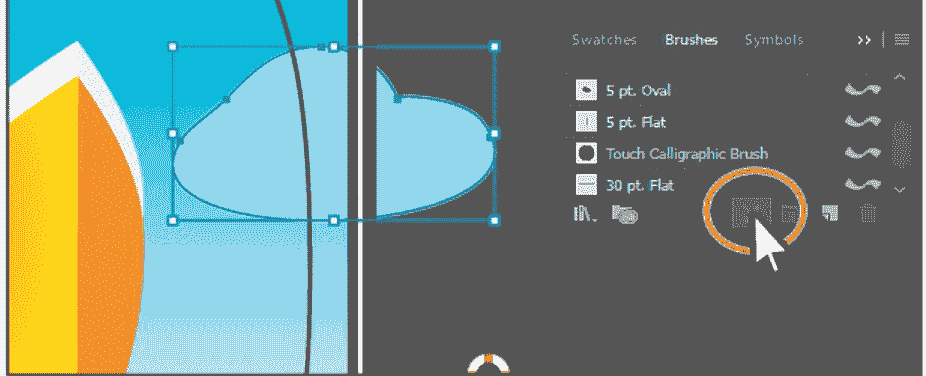 Swatches Brushes Symbols
5 pt. Oval
5 pt. Flat
Touch Calligraphic Brush
30 pt. Flat